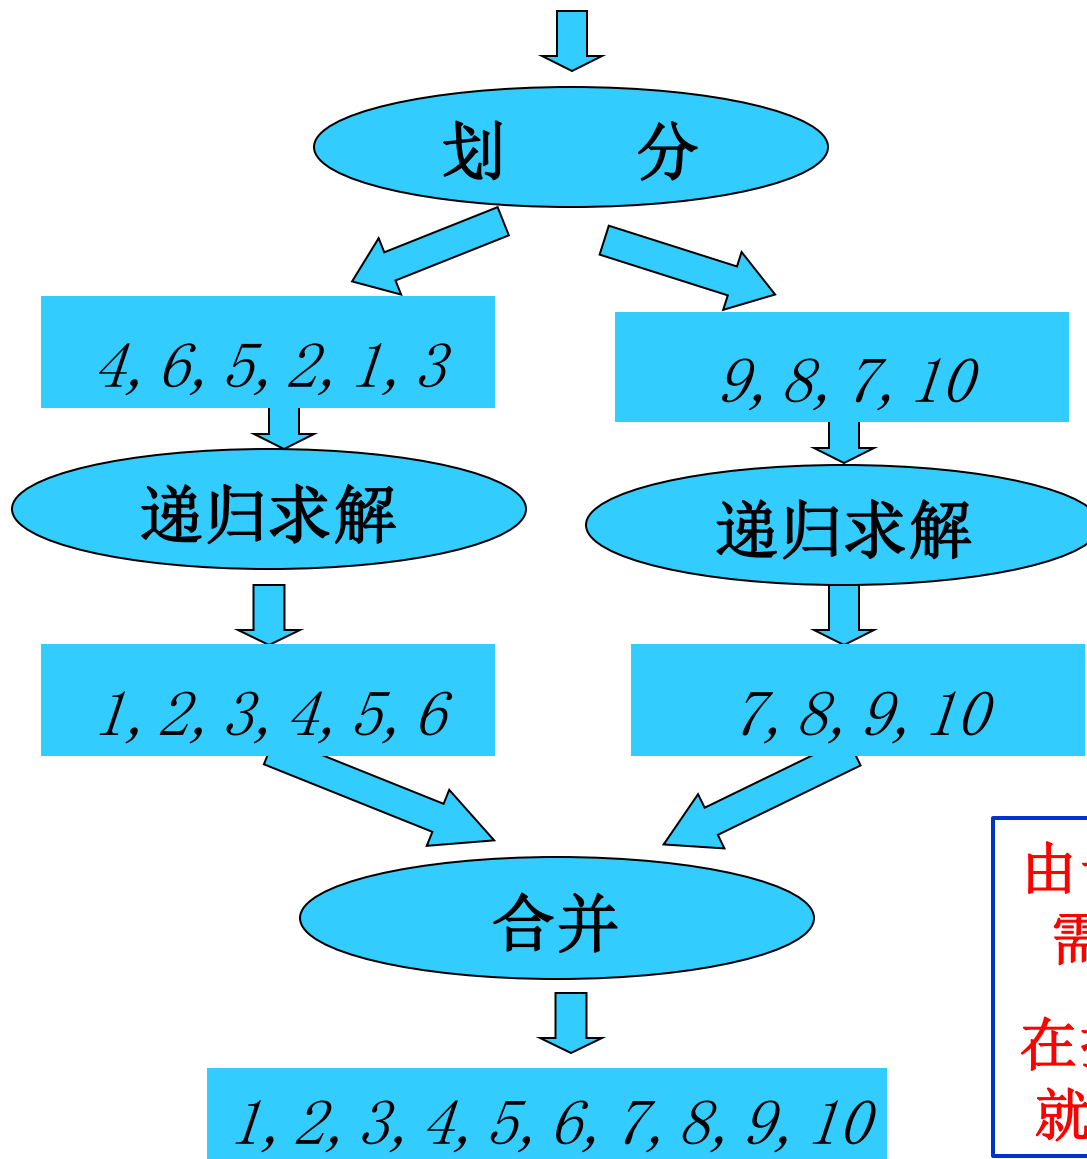 划 分
4, 6, 5, 2, 1, 3
9, 8, 7, 10
递归求解
递归求解
1, 2, 3, 4, 5, 6
7, 8, 9, 10
合并
1, 2, 3, 4, 5, 6, 7, 8, 9, 10
由
需
在
就